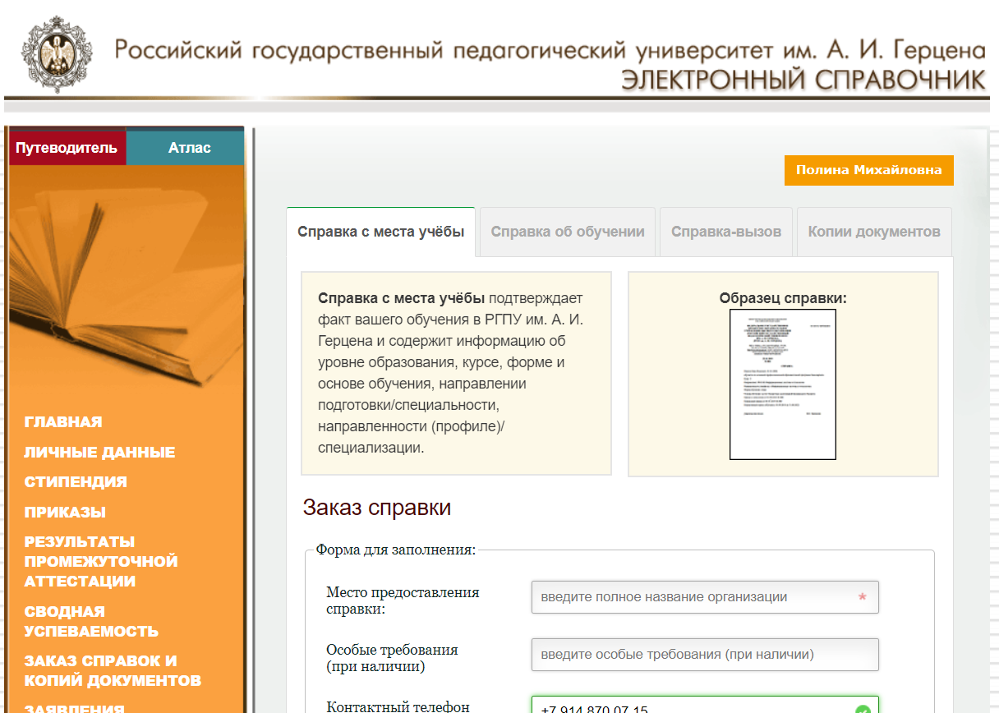 Российский государственный педагогический университет им. А. И. Герцена
ЭЛЕКТРОННЫЙ СПРАВОЧНИК
Путеводитель
Атлас
Полина Михайловна
Справка с места учёбы
Справка об обучении
Справка-вызов
Копии документов
Справка с места учёбы подтверждает
факт вашего обучения в РГПУ им. А. И.
Герцена и содержит информацию об
уровне образования, курсе, форме и
основе обучения, направлении
подготовки/специальности,
направленности (профиле)/
специализации.
Образец справки:
ГЛАВНАЯ
ЛИЧНЫЕ ДАННЫЕ
СТИПЕНДИЯ
ПРИКАЗЫ
РЕЗУЛЬТАТЫ
ПРОМЕЖУТОЧНОЙ
АТТЕСТАЦИИ
СВОДНАЯ
УСПЕВАЕМОСТЬ
ЗАКАЗ СПРАВОК И
КОПИЙ ДОКУМЕНТОВ
ЗАЯВЛЕНИЯ
Заказ справки
Форма для заполнения:
Место предоставления
справки:
введите полное название организации *
Особые требования
(при наличии)
введите особые требования (при наличии)
Контактный телефон
+7 914 870 07 15